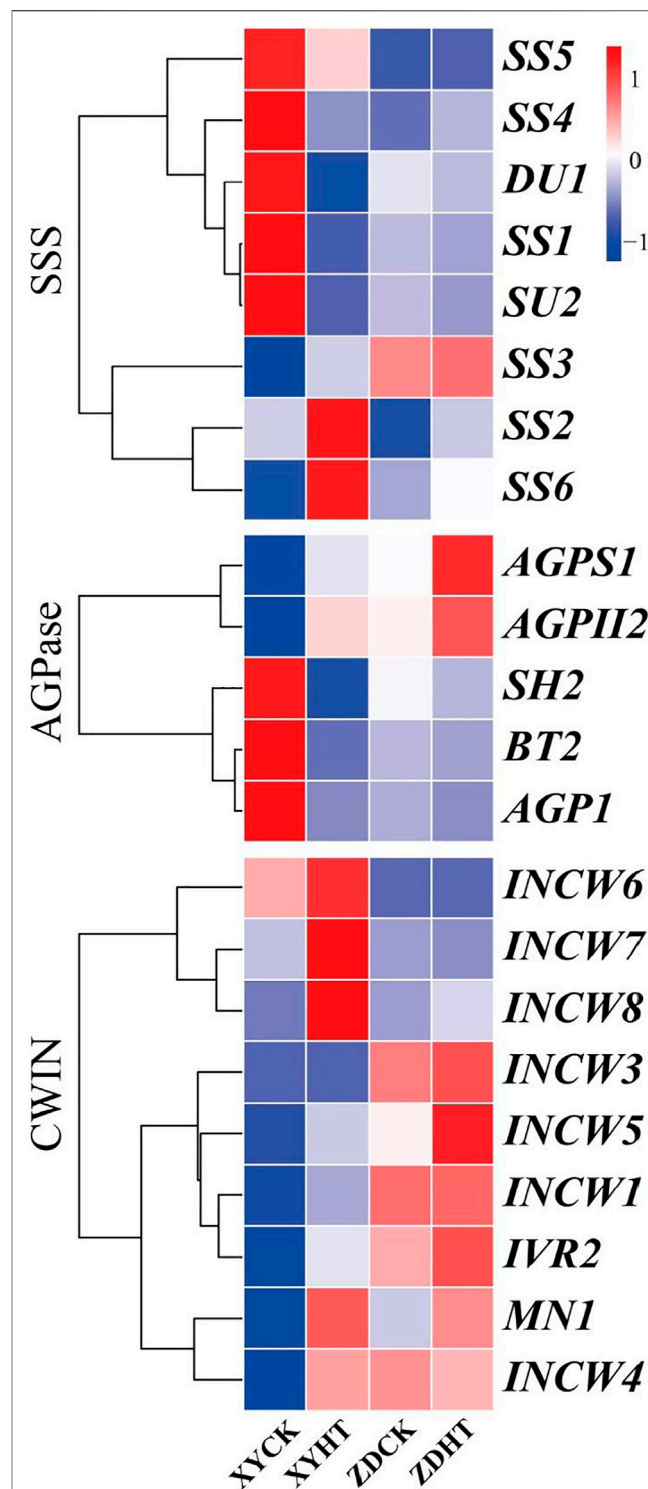 SSS
SS5
SS4
DU1
SS1
SU2
SS3
SS2
SS6
1
0
−1
AGPase
AGPS1
AGPII2
SH2
BT2
AGP1
CWIN
INCW6
INCW7
INCW8
INCW3
INCW5
INCW1
IVR2
MN1
INCW4
XYCK
XYHT
ZDCK
ZDHT